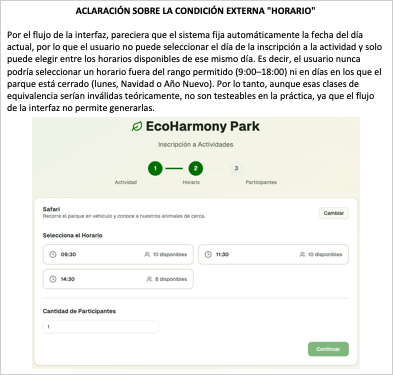 ACLARACIÓN SOBRE LA CONDICIÓN EXTERNA "HORARIO"
Por el flujo de la interfaz, pareciera que el sistema fija automáticamente la fecha del día
actual, por lo que el usuario no puede seleccionar el día de la inscripción a la actividad y solo
puede elegir entre los horarios disponibles de ese mismo día. Es decir, el usuario nunca
podría seleccionar un horario fuera del rango permitido (9:00–18:00) ni en días en los que el
parque está cerrado (lunes, Navidad o Año Nuevo). Por lo tanto, aunque esas clases de
equivalencia serían inválidas teóricamente, no son testeables en la práctica, ya que el flujo
de la interfaz no permite generarlas.
EcoHarmony Park
Inscripción a Actividades
1 2 3
Actividad Horario Participantes
Safari
Recorre el parque en vehículo y conoce a nuestros animales de cerca.
Cambiar
Selecciona el Horario
09:30 10 disponibles 11:30 10 disponibles
14:30 8 disponibles
Cantidad de Participantes
1
Continuar